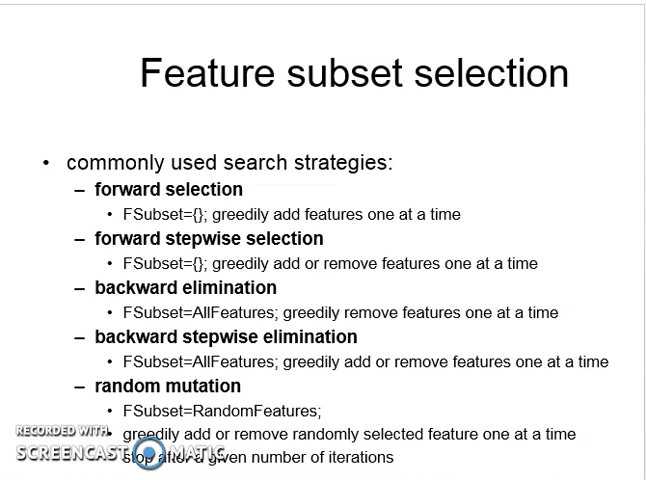 Feature subset selection
• commonly used search strategies:
– forward selection
• FSubset={}; greedily add features one at a time
– forward stepwise selection
• FSubset={}; greedily add or remove features one at a time
– backward elimination
• FSubset=AllFeatures; greedily remove features one at a time
– backward stepwise elimination
• FSubset=AllFeatures; greedily add or remove features one at a time
– random mutation
• FSubset=RandomFeatures;
• greedily add or remove randomly selected feature one at a time
stop after a given number of iterations
RECORDED WITH
SCREENCAST MATIC